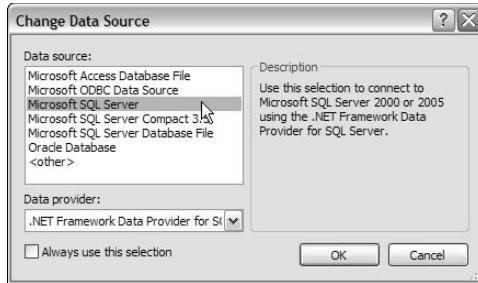 Change Data Source
Data source:
Microsoft Access Database File
Microsoft ODBC Data Source
Microsoft SQL Server
Microsoft SQL Server Compact 3.5
Microsoft SQL Server Database File
Oracle Database
<other>
Description
Use this selection to connect to
Microsoft SQL Server 2000 or 2005
using the .NET Framework Data
Provider for SQL Server.
Data provider:
.NET Framework Data Provider for
Always use this selection
OK
Cancel